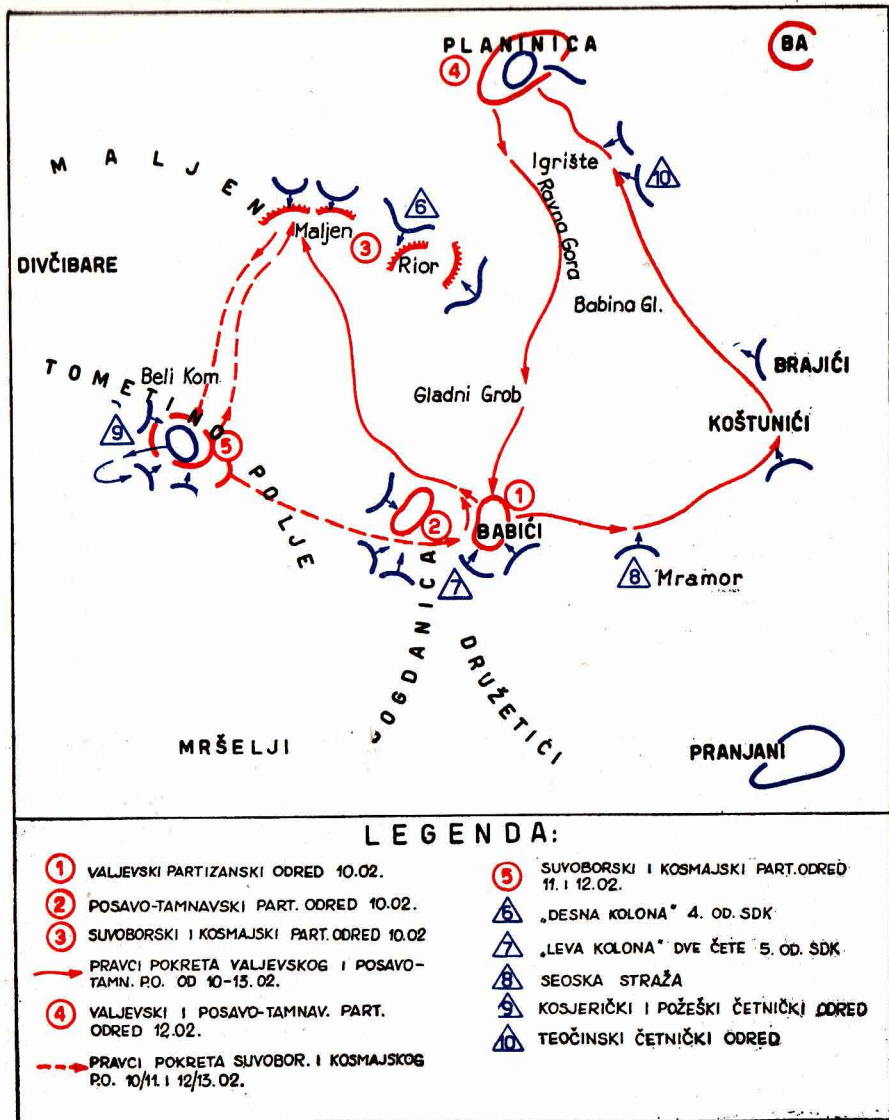 PLANINICA
BA
4
MALJEN
Igrište
10
6
Maljen
3
Rior
Ravna Gora
DIVČIBARE
Babina Gl.
TOMETINO POLJE
Beli Kom
BRAJIĆI
Gladni Grob
KOŠTUNIĆI
9
5
1
2
BABIĆI
7
8 Mramor
OGDANICA
DRUŽETIĆI
MRŠELJI
PRANJANI
LEGENDA:
1 VALJEVSKI PARTIZANSKI ODRED 10.02.
2 POSAVO-TAMNAVSKI PART. ODRED 10.02.
3 SUVOBORSKI I KOSMAJSKI PART.ODRED 10.02
PRAVCI POKRETA VALJEVSKOG I POSAVO-
TAMN. P.O. OD 10-15.02.
4 VALJEVSKI I POSAVO-TAMNAV. PART.
ODRED 12.02.
PRAVCI POKRETA SUVOBOR. I KOSMAJSKOG
P.O. 10/11. I 12/13. 02.
5 SUVOBORSKI I KOSMAJSKI PART.ODRED
11. I 12.02.
6 „DESNA KOLONA" 4. OD. SDK
7 „LEVA KOLONA" DVE ČETE 5. OD. SDK
8 SEOSKA STRAŽA
9 KOSJERIČKI I POŽEŠKI ČETNIČKI ODRED
10 TEOČINSKI ČETNIČKI ODRED